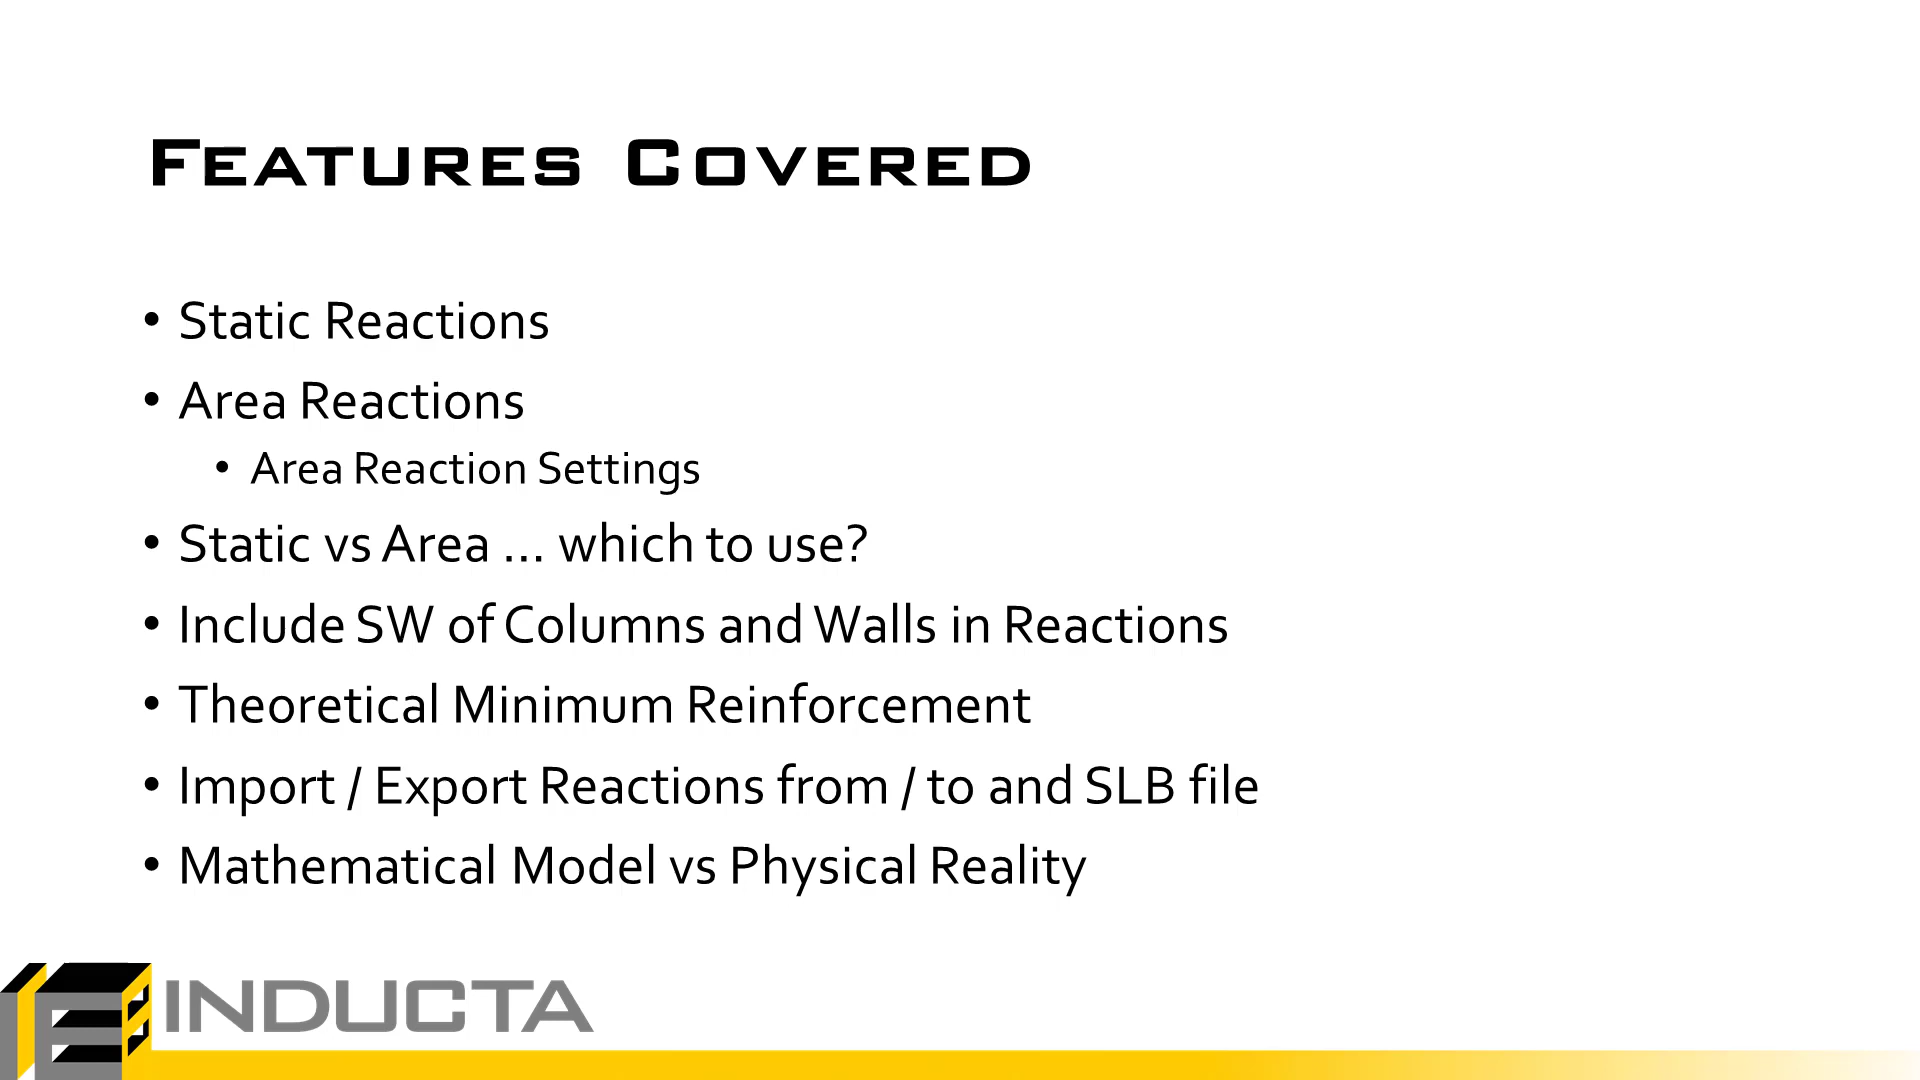 Features Covered
• Static Reactions
• Area Reactions
• Area Reaction Settings
• Static vs Area … which to use?
• Include SW of Columns and Walls in Reactions
• Theoretical Minimum Reinforcement
• Import / Export Reactions from / to and SLB file
• Mathematical Model vs Physical Reality
INDUCTA